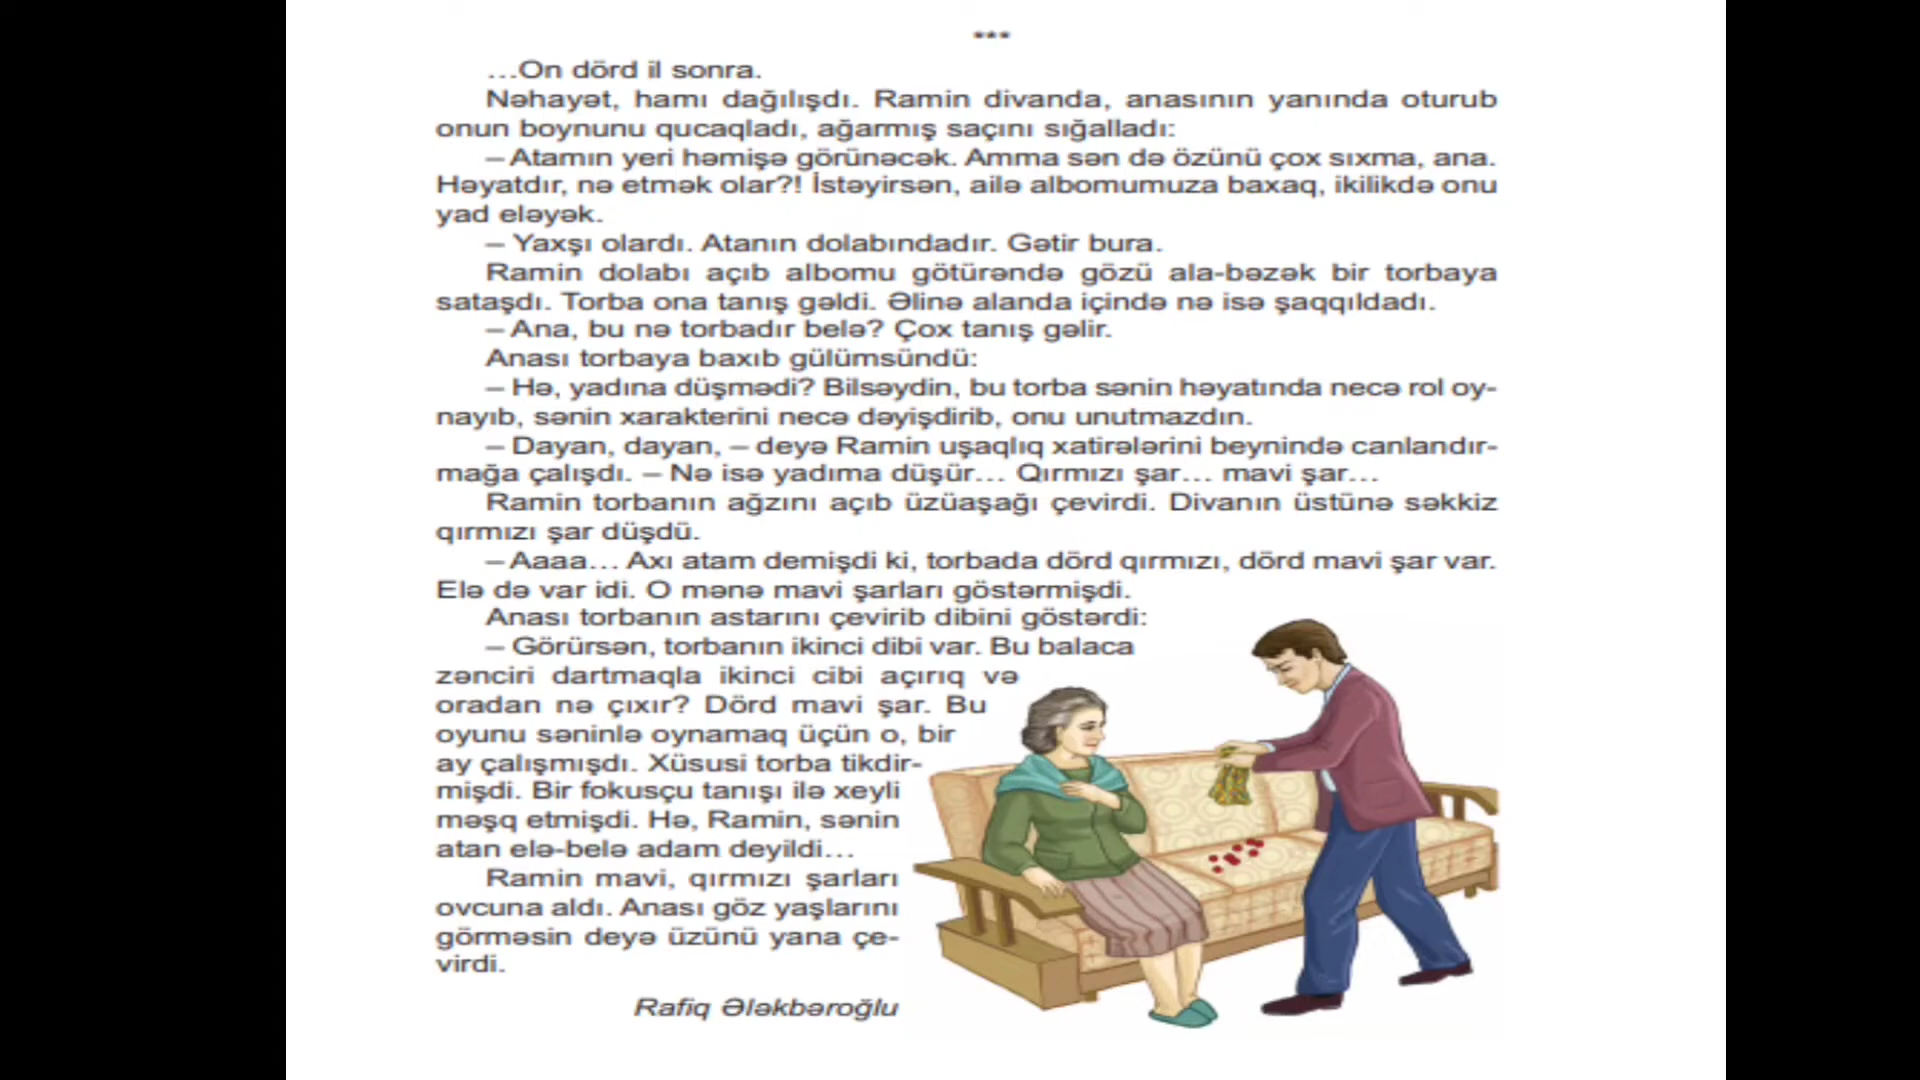 ***
…On dörd il sonra.
Nəhayət, hamı dağılışdı. Ramin divanda, anasının yanında oturub
onun boynunu qucaqladı, ağarmış saçını sığalladı:
– Atamın yeri həmişə görünəcək. Amma sən də özünü çox sıxma, ana.
Həyatdır, nə etmək olar?! İstəyirsən, ailə albomumuza baxaq, ikilikdə onu
yad eləyək.
– Yaxşı olardı. Atanın dolabındadır. Gətir bura.
Ramin dolabı açıb albomu götürəndə gözü ala-bəzək bir torbaya
sataşdı. Torba ona tanış gəldi. Əlinə alanda içində nə isə şaqqıldadı.
– Ana, bu nə torbadır belə? Çox tanış gəlir.
Anası torbaya baxıb gülümsündü:
– Hə, yadına düşmədi? Bilsəydin, bu torba sənin həyatında necə rol oy-
nayıb, sənin xarakterini necə dəyişdirib, onu unutmazdın.
– Dayan, dayan, – deyə Ramin uşaqlıq xatirələrini beynində canlandır-
mağa çalışdı. – Nə isə yadıma düşür… Qırmızı şar… mavi şar…
Ramin torbanın ağzını açıb üzüaşağı çevirdi. Divanın üstünə səkkiz
qırmızı şar düşdü.
– Aaaa… Axı atam demişdi ki, torbada dörd qırmızı, dörd mavi şar var.
Elə də var idi. O mənə mavi şarları göstərmişdi.
Anası torbanın astarını çevirib dibini göstərdi:
– Görürsən, torbanın ikinci dibi var. Bu balaca
zənciri dartmaqla ikinci cibi açırıq və
oradan nə çıxır? Dörd mavi şar. Bu
oyunu səninlə oynamaq üçün o, bir
ay çalışmışdı. Xüsusi torba tikdir-
mişdi. Bir fokusçu tanışı ilə xeyli
məşq etmişdi. Hə, Ramin, sənin
atan elə-belə adam deyildi…
Ramin mavi, qırmızı şarları
ovcuna aldı. Anası göz yaşlarını
görməsin deyə üzünü yana çe-
virdi.
Rafiq Ələkbəroğlu